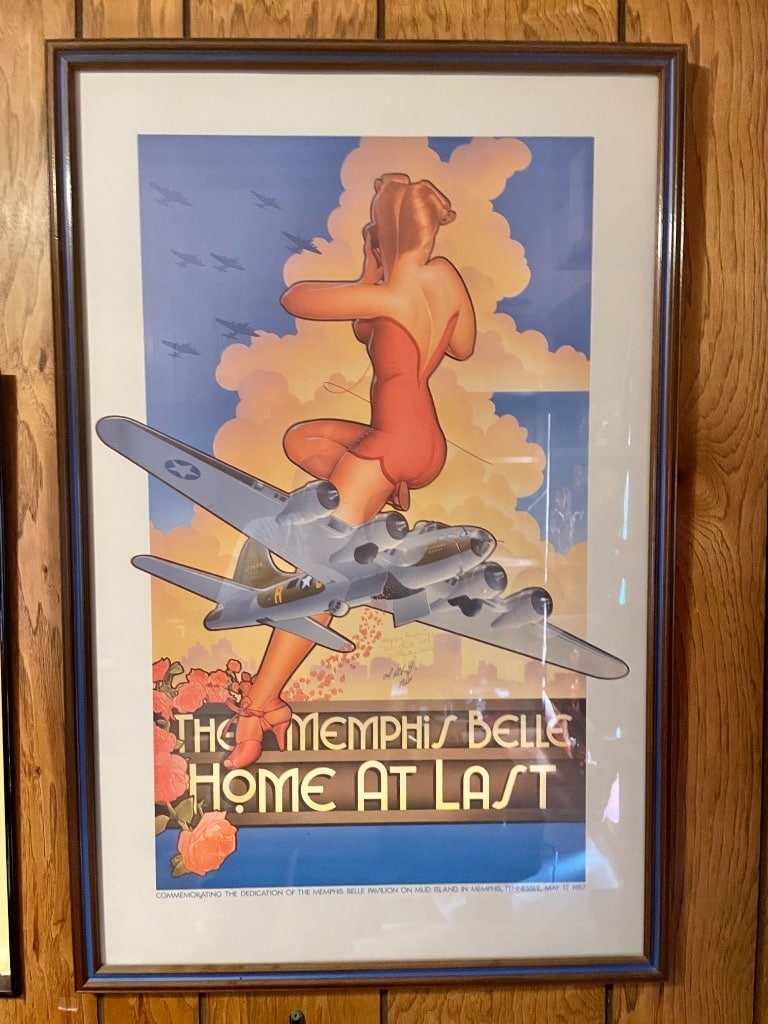 THE MEMPHIS BELLE
HOME AT LAST
COMMEMORATING THE DEDICATION OF THE MEMPHIS BELLE PAVILION ON MUD ISLAND IN MEMPHIS, TENNESSEE, MAY 17, 1987